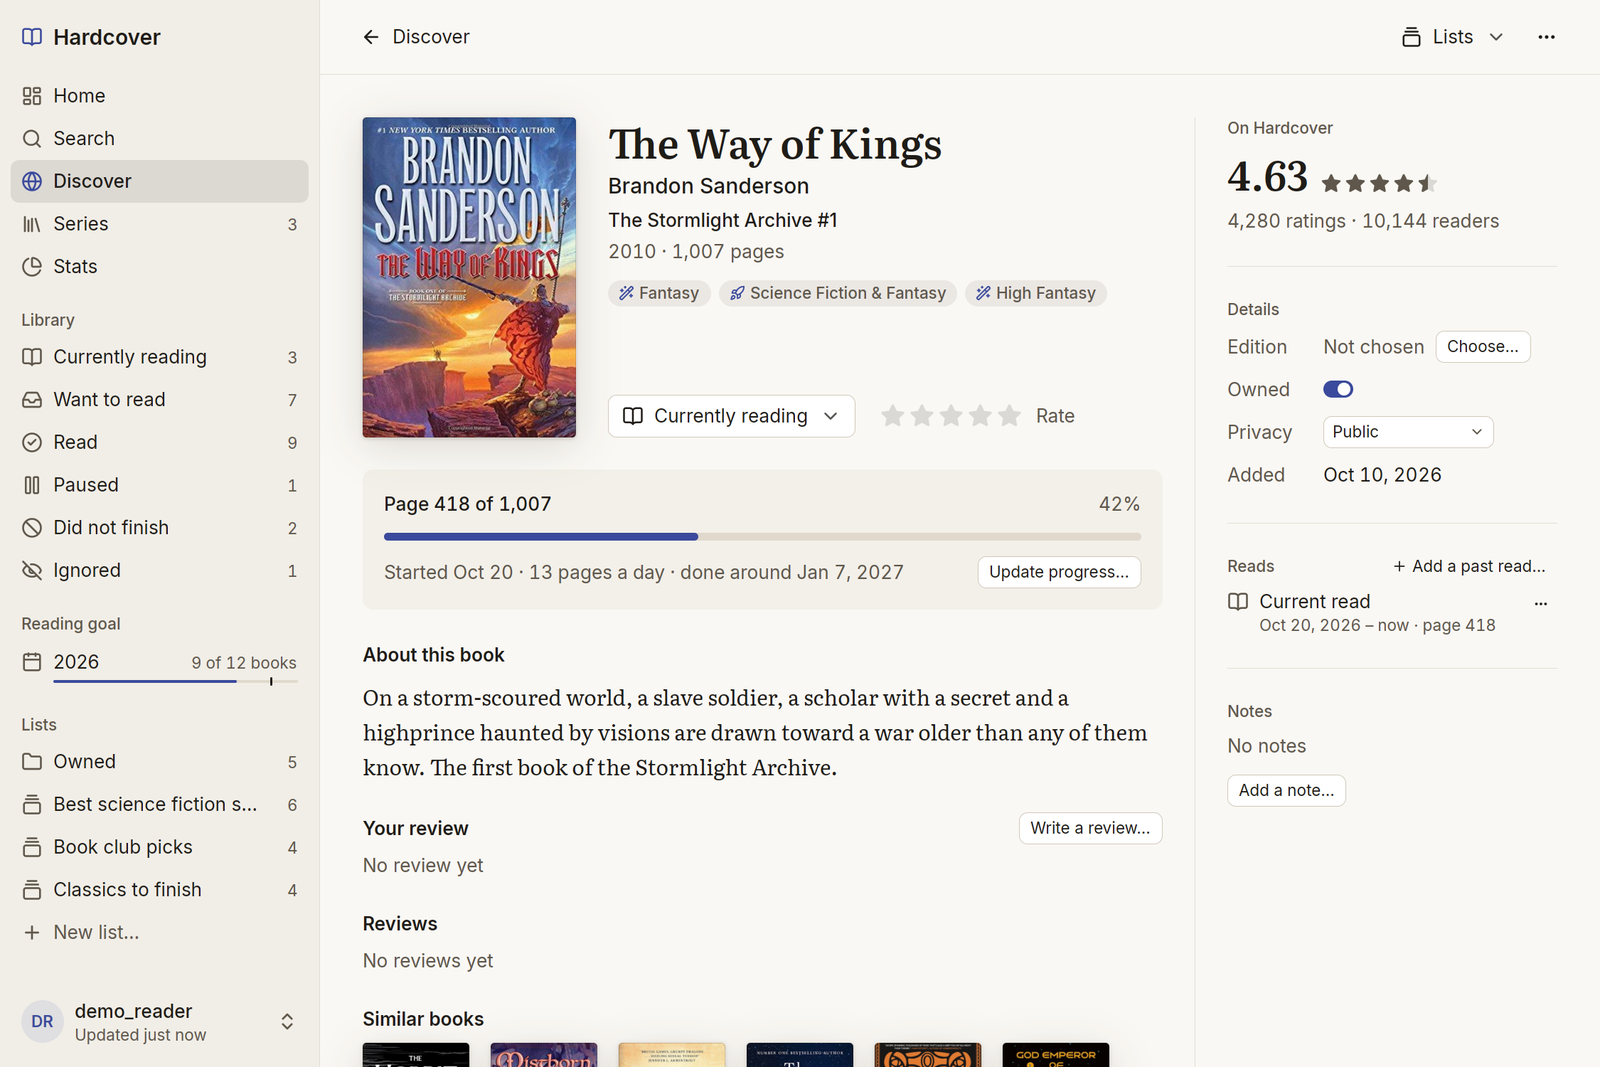 Hardcover
Home
Search
Discover
Series 3
Stats
Library
Currently reading 3
Want to read 7
Read 9
Paused 1
Did not finish 2
Ignored 1
Reading goal
2026 9 of 12 books
Lists
Owned 5
Best science fiction s... 6
Book club picks 4
Classics to finish 4
New list...
DR
demo_reader
Updated just now
Discover
Lists
#1 NEW YORK TIMES BESTSELLING AUTHOR
BRANDON
SANDERSON
THE WAY OF KINGS
BOOK ONE OF
THE STORMLIGHT ARCHIVE
The Way of Kings
Brandon Sanderson
The Stormlight Archive #1
2010 · 1,007 pages
Fantasy
Science Fiction & Fantasy
High Fantasy
Currently reading
Rate
Page 418 of 1,007 42%
Started Oct 20 · 13 pages a day · done around Jan 7, 2027
Update progress...
About this book
On a storm-scoured world, a slave soldier, a scholar with a secret and a
highprince haunted by visions are drawn toward a war older than any of them
know. The first book of the Stormlight Archive.
Your review
Write a review...
No review yet
Reviews
No reviews yet
Similar books
THE
Mistborn
NUMBER ONE BESTSELLING AUTHOR
GOD EMPEROR
OF
On Hardcover
4.63
4,280 ratings · 10,144 readers
Details
Edition Not chosen Choose...
Owned
Privacy Public
Added Oct 10, 2026
Reads
+ Add a past read...
Current read
Oct 20, 2026 – now · page 418
Notes
No notes
Add a note...